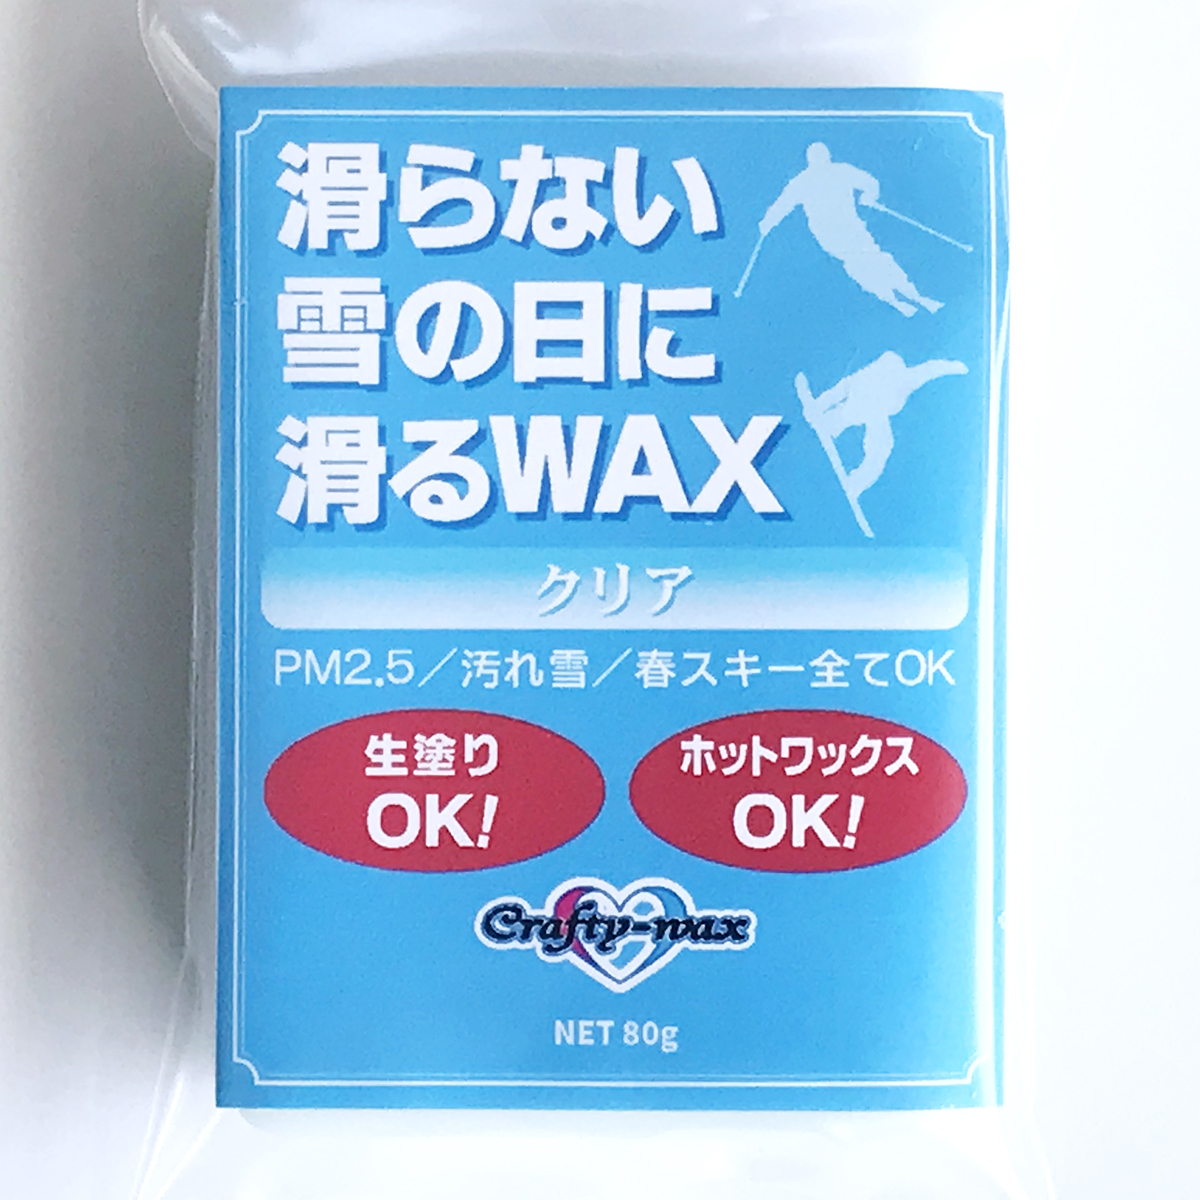 滑らない
雪の日に
滑るWAX
クリア
PM2.5／汚れ雪／春スキー全てOK
生塗り
OK!
ホットワックス
OK!
Crafty-wax
NET 80g